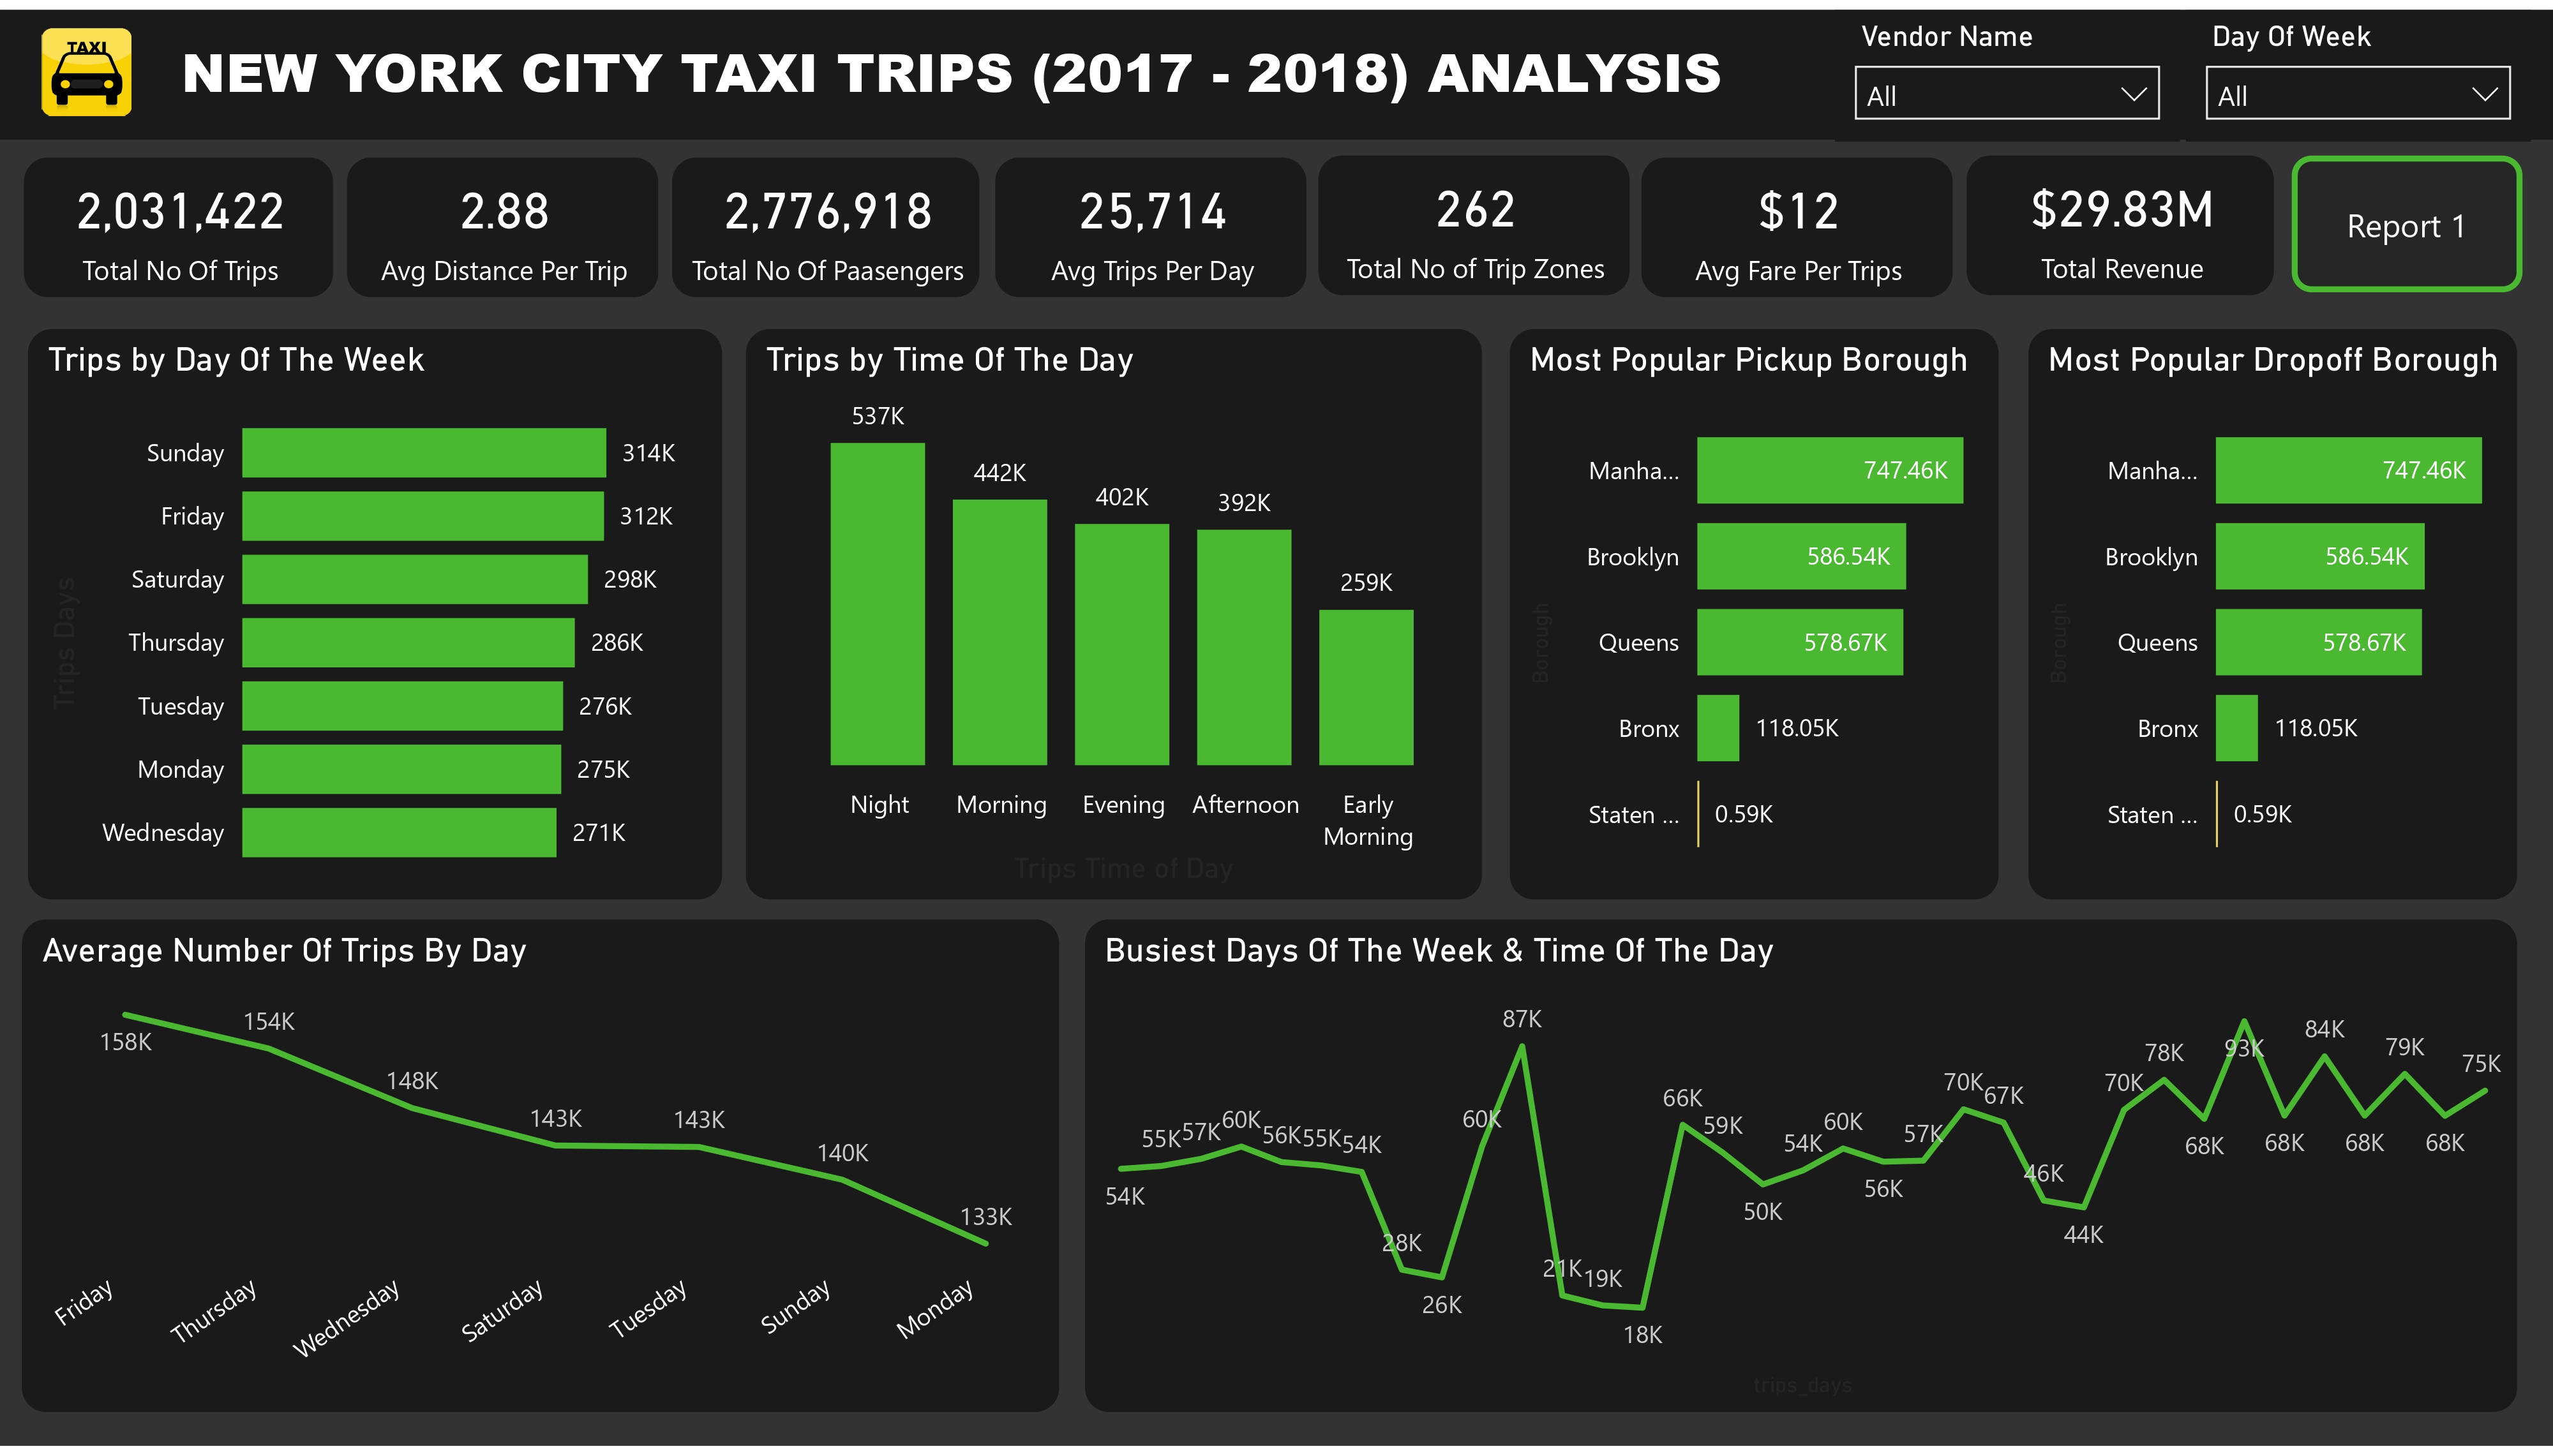 TAXI
NEW YORK CITY TAXI TRIPS (2017 - 2018) ANALYSIS
Vendor Name
All
Day Of Week
All
2,031,422
Total No Of Trips
2.88
Avg Distance Per Trip
2,776,918
Total No Of Paasengers
25,714
Avg Trips Per Day
262
Total No of Trip Zones
$12
Avg Fare Per Trips
$29.83M
Total Revenue
Report 1
Trips by Day Of The Week
Trips Days
Sunday 314K
Friday 312K
Saturday 298K
Thursday 286K
Tuesday 276K
Monday 275K
Wednesday 271K
Trips by Time Of The Day
537K
442K
402K
392K
259K
Night
Morning
Evening
Afternoon
Early
Morning
Trips Time of Day
Most Popular Pickup Borough
Borough
Manha... 747.46K
Brooklyn 586.54K
Queens 578.67K
Bronx 118.05K
Staten ... 0.59K
Most Popular Dropoff Borough
Borough
Manha... 747.46K
Brooklyn 586.54K
Queens 578.67K
Bronx 118.05K
Staten ... 0.59K
Average Number Of Trips By Day
158K
154K
148K
143K
143K
140K
133K
Friday
Thursday
Wednesday
Saturday
Tuesday
Sunday
Monday
Busiest Days Of The Week & Time Of The Day
54K
55K
57K
60K
56K
55K
54K
28K
26K
60K
87K
21K
19K
18K
66K
59K
50K
54K
60K
56K
57K
70K
67K
46K
44K
70K
78K
68K
93K
68K
84K
68K
79K
68K
75K
trips_days